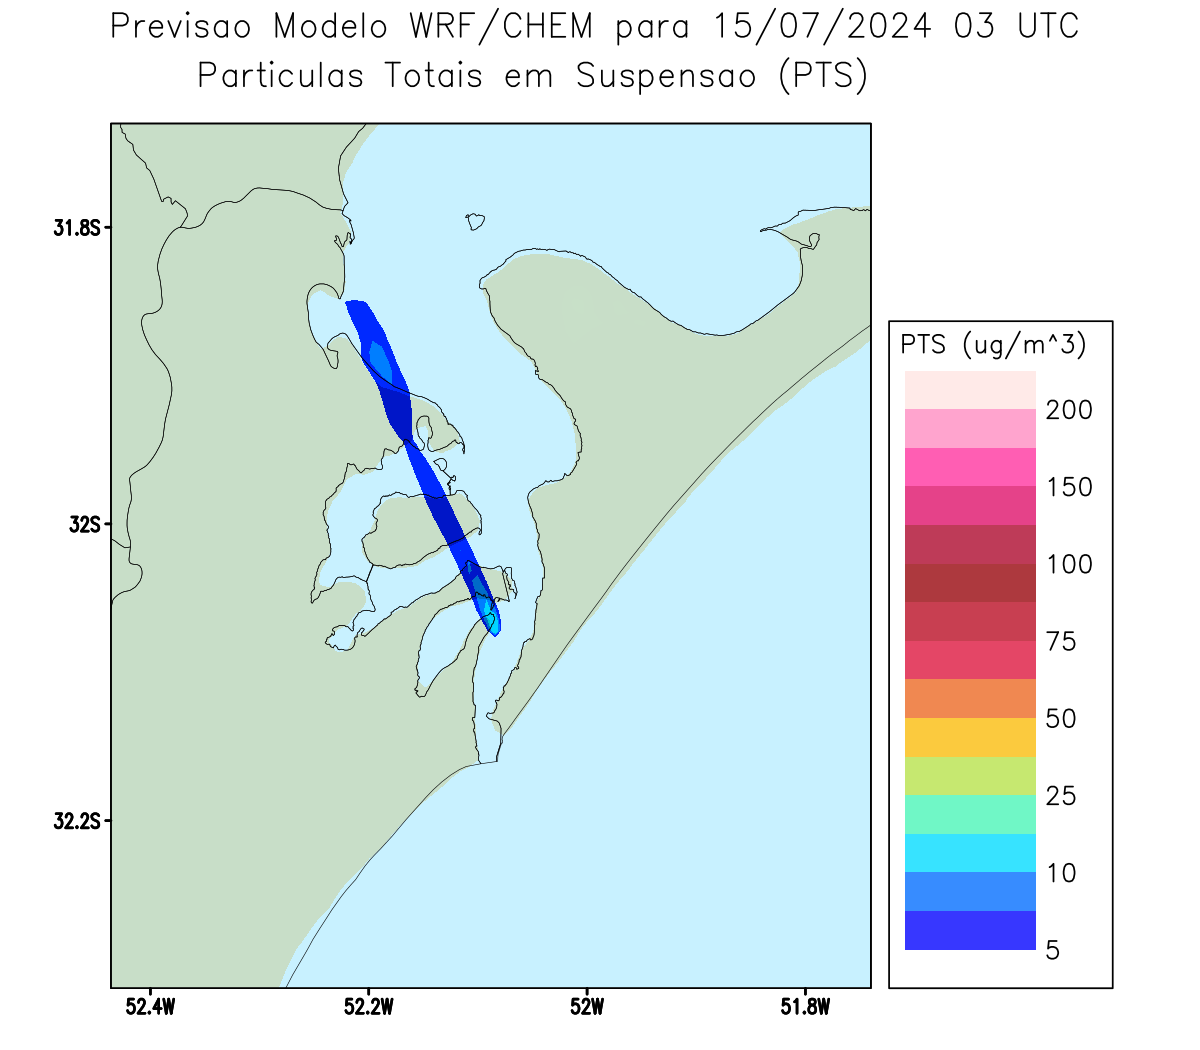 Previsao Modelo WRF/CHEM para 15/07/2024 03 UTC
Particulas Totais em Suspensao (PTS)
31.8S
32S
32.2S
52.4W
52.2W
52W
51.8W
PTS (ug/m^3)
200
150
100
75
50
25
10
5